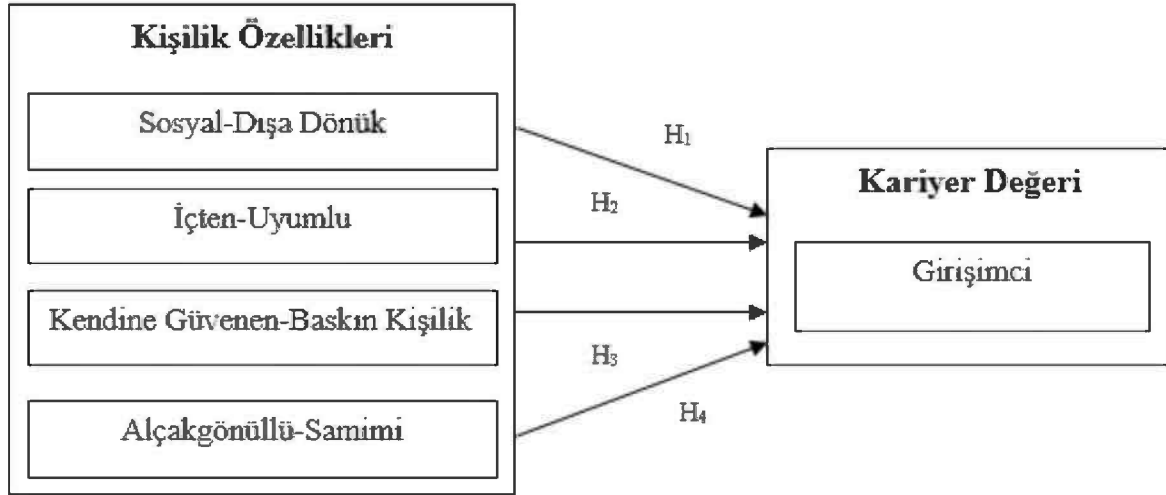 Kişilik Özellikleri
Sosyal-Dışa Dönük
İçten-Uyumlu
Kendine Güvenen-Baskın Kişilik
Alçakgönüllü-Samimi
H₁
H₂
H₃
H₄
Kariyer Değeri
Girişimci